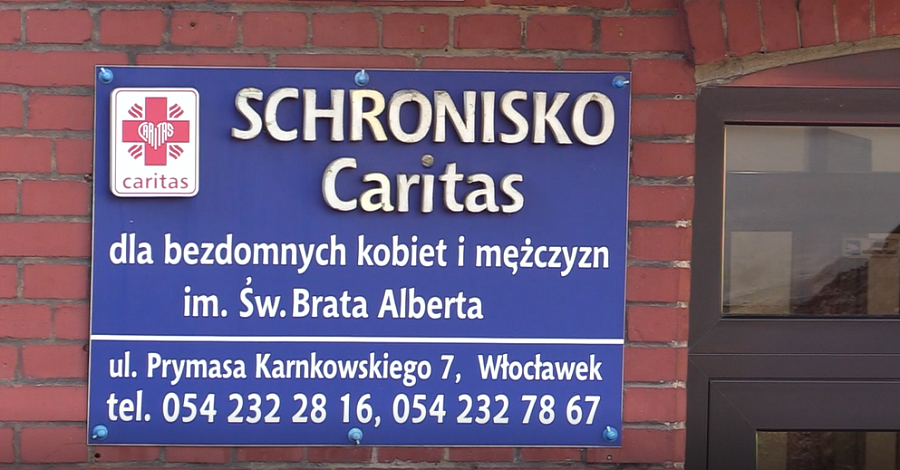 SCHRONISKO
Caritas
CARITAS
caritas
dla bezdomnych kobiet i mężczyzn
im. Św. Brata Alberta
ul. Prymasa Karnkowskiego 7, Włocławek
tel. 054 232 28 16, 054 232 78 67